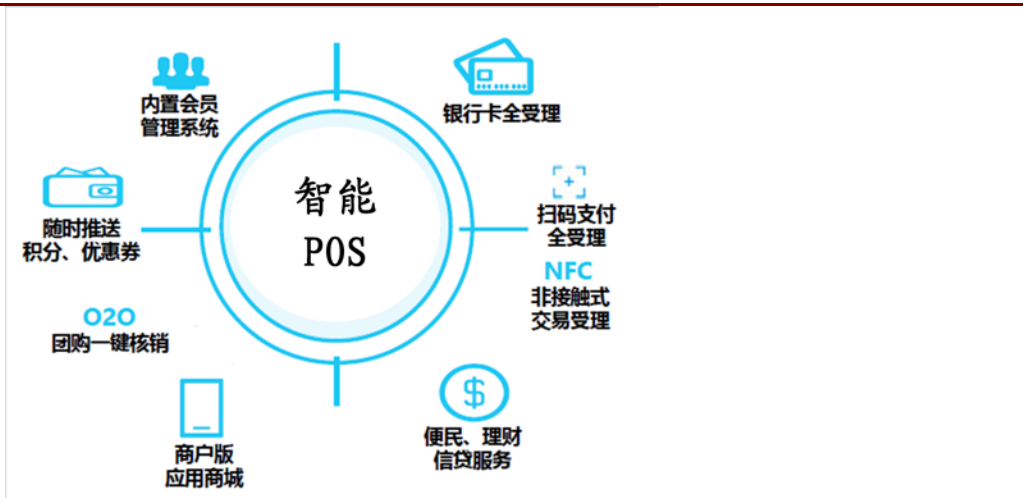 内置会员
管理系统
银行卡全受理
随时推送
积分、优惠券
智能
POS
扫码支付
全受理
NFC
非接触式
交易受理
O2O
团购一键核销
商户版
应用商城
便民、理财
信贷服务